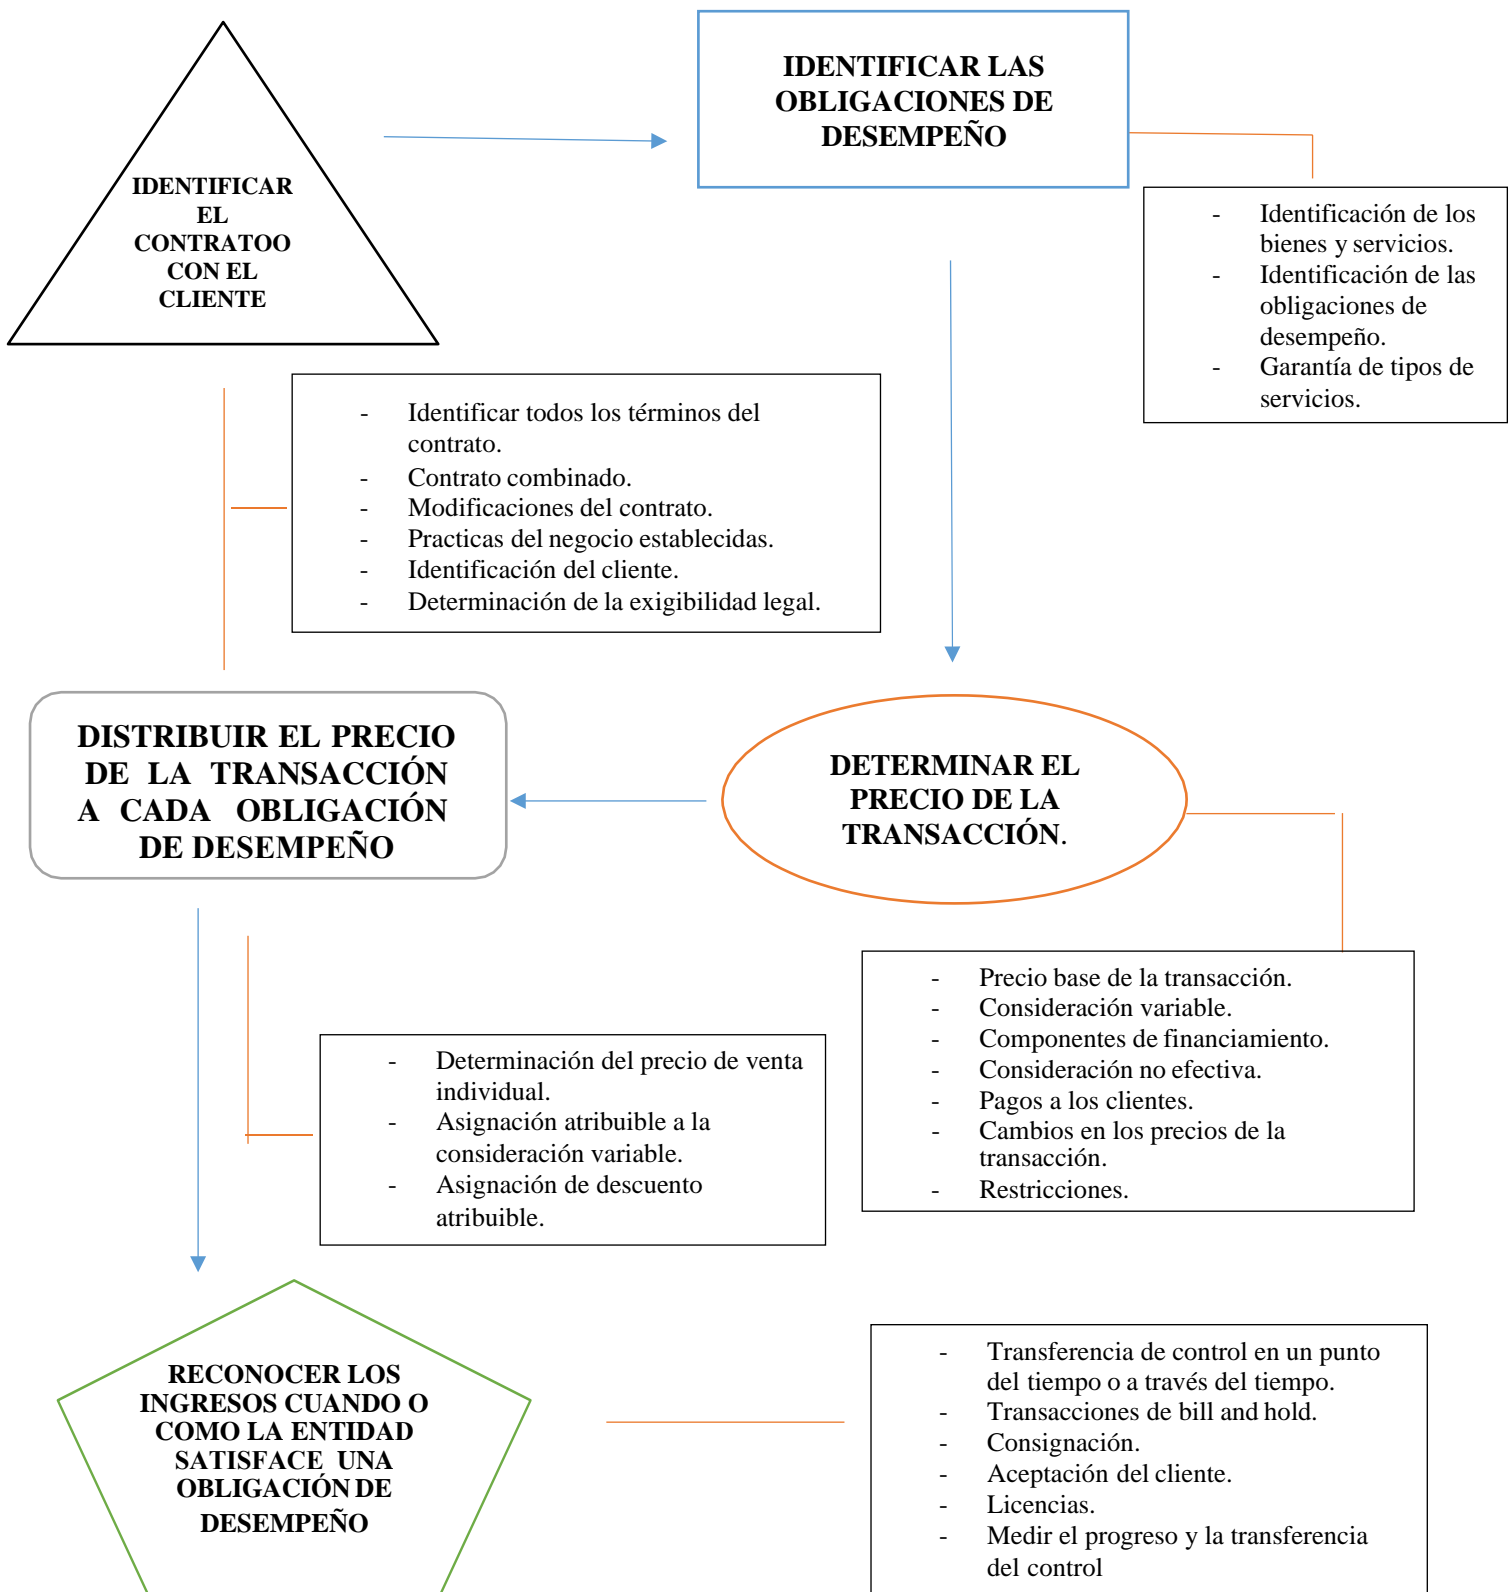 IDENTIFICAR
EL
CONTRATOO
CON EL
CLIENTE
IDENTIFICAR LAS
OBLIGACIONES DE
DESEMPEÑO
- Identificación de los
bienes y servicios.
- Identificación de las
obligaciones de
desempeño.
- Garantía de tipos de
servicios.
- Identificar todos los términos del
contrato.
- Contrato combinado.
- Modificaciones del contrato.
- Practicas del negocio establecidas.
- Identificación del cliente.
- Determinación de la exigibilidad legal.
DETERMINAR EL
PRECIO DE LA
TRANSACCIÓN.
- Precio base de la transacción.
- Consideración variable.
- Componentes de financiamiento.
- Consideración no efectiva.
- Pagos a los clientes.
- Cambios en los precios de la
transacción.
- Restricciones.
DISTRIBUIR EL PRECIO
DE LA TRANSACCIÓN
A CADA OBLIGACIÓN
DE DESEMPEÑO
- Determinación del precio de venta
individual.
- Asignación atribuible a la
consideración variable.
- Asignación de descuento
atribuible.
RECONOCER LOS
INGRESOS CUANDO O
COMO LA ENTIDAD
SATISFACE UNA
OBLIGACIÓN DE
DESEMPEÑO
- Transferencia de control en un punto
del tiempo o a través del tiempo.
- Transacciones de bill and hold.
- Consignación.
- Aceptación del cliente.
- Licencias.
- Medir el progreso y la transferencia
del control